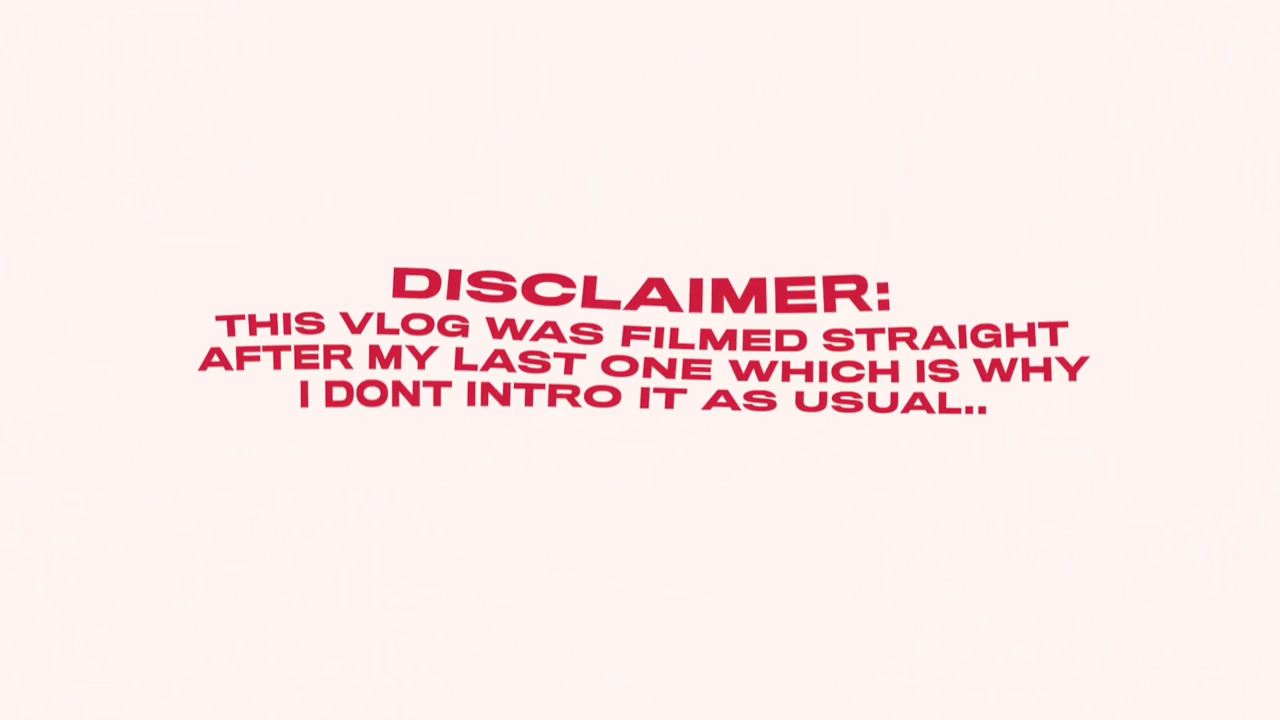 DISCLAIMER:
THIS VLOG WAS FILMED STRAIGHT
AFTER MY LAST ONE WHICH IS WHY
I DONT INTRO IT AS USUAL..